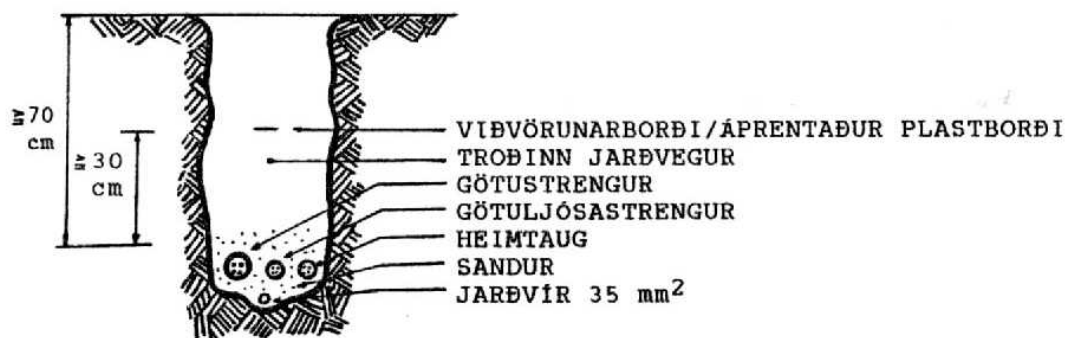 ≥70
cm
≥30
cm
VIÐVÖRUNARBORÐI/ÁPRENTAÐUR PLASTBORÐI
TROÐINN JARÐVEGUR
GÖTUSTRENGUR
GÖTULJÓSASTRENGUR
HEIMTAUG
SANDUR
JARÐVÍR 35 mm²